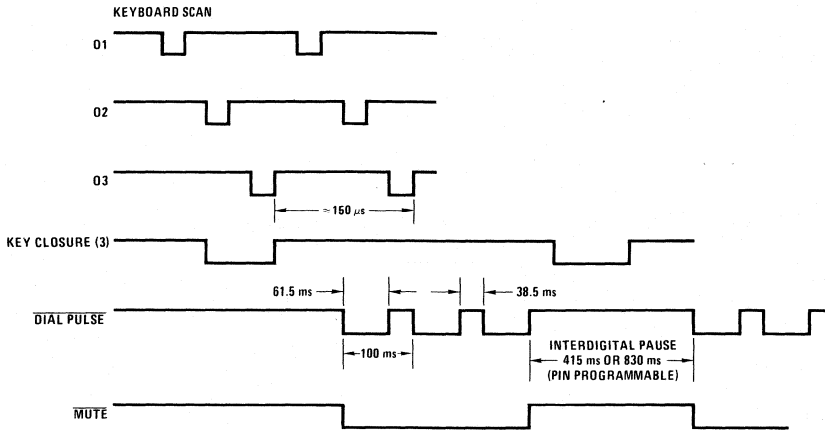 KEYBOARD SCAN
01
02
03
≈150 μs
KEY CLOSURE (3)
61.5 ms
38.5 ms
DIAL PULSE
100 ms
INTERDIGITAL PAUSE
415 ms OR 830 ms
(PIN PROGRAMMABLE)
MUTE